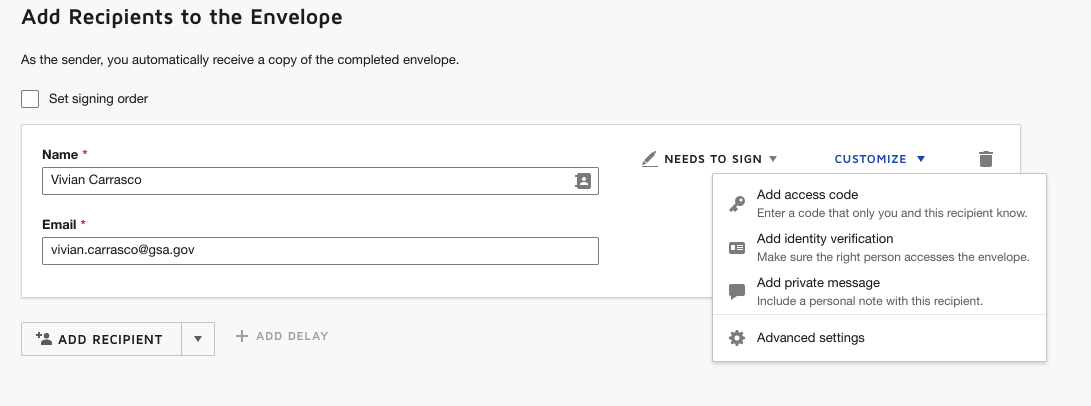 Add Recipients to the Envelope
As the sender, you automatically receive a copy of the completed envelope.
Set signing order
Name *
Vivian Carrasco
NEEDS TO SIGN
CUSTOMIZE
Email *
vivian.carrasco@gsa.gov
Add access code
Enter a code that only you and this recipient know.
Add identity verification
Make sure the right person accesses the envelope.
Add private message
Include a personal note with this recipient.
Advanced settings
ADD RECIPIENT
ADD DELAY